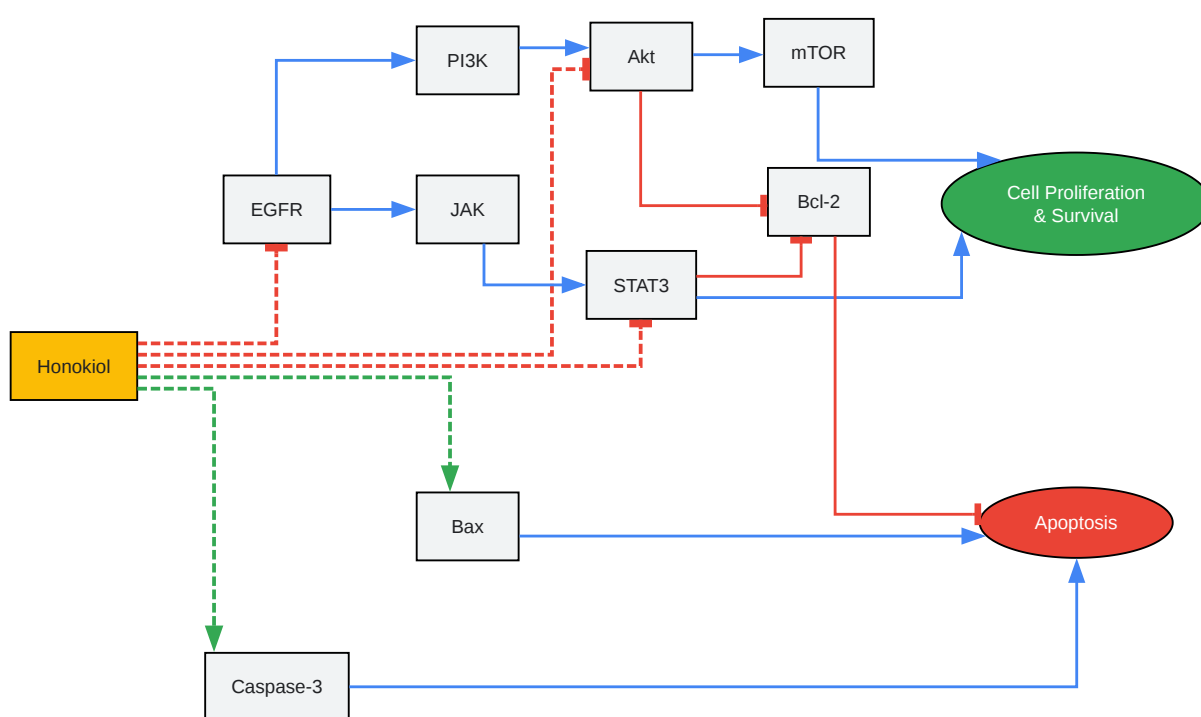 PI3K
Akt
mTOR
EGFR
JAK
Bcl-2
Cell Proliferation
& Survival
STAT3
Honokiol
Bax
Apoptosis
Caspase-3